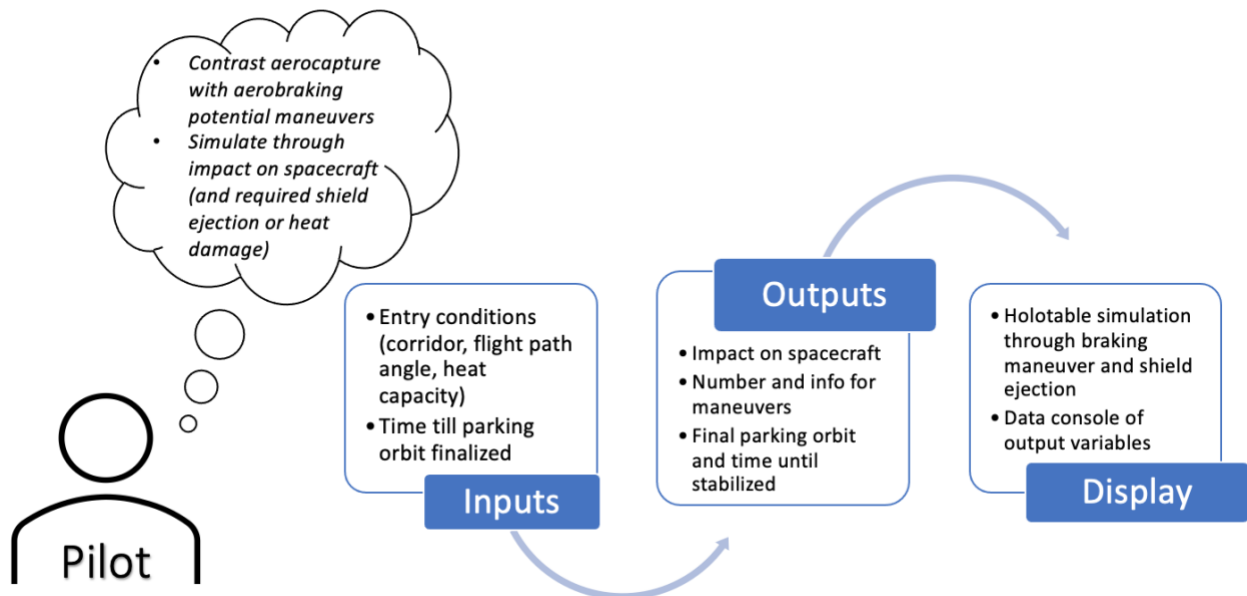 • Contrast aerocapture
with aerobraking
potential maneuvers
• Simulate through
impact on spacecraft
(and required shield
ejection or heat
damage)
Pilot
• Entry conditions
(corridor, flight path
angle, heat
capacity)
• Time till parking
orbit finalized
Inputs
Outputs
• Impact on spacecraft
• Number and info for
maneuvers
• Final parking orbit
and time until
stabilized
• Holotable simulation
through braking
maneuver and shield
ejection
• Data console of
output variables
Display